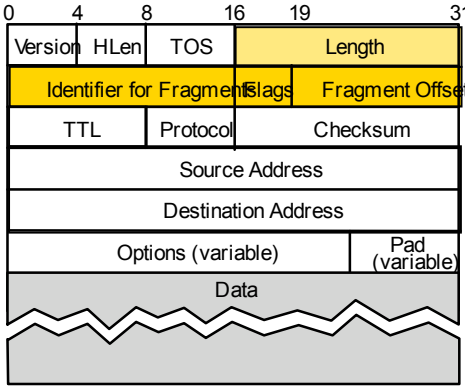 0 4 8 16 19 31
Version HLen TOS Length
Identifier for Fragments Flags Fragment Offset
TTL Protocol Checksum
Source Address
Destination Address
Options (variable) Pad
(variable)
Data